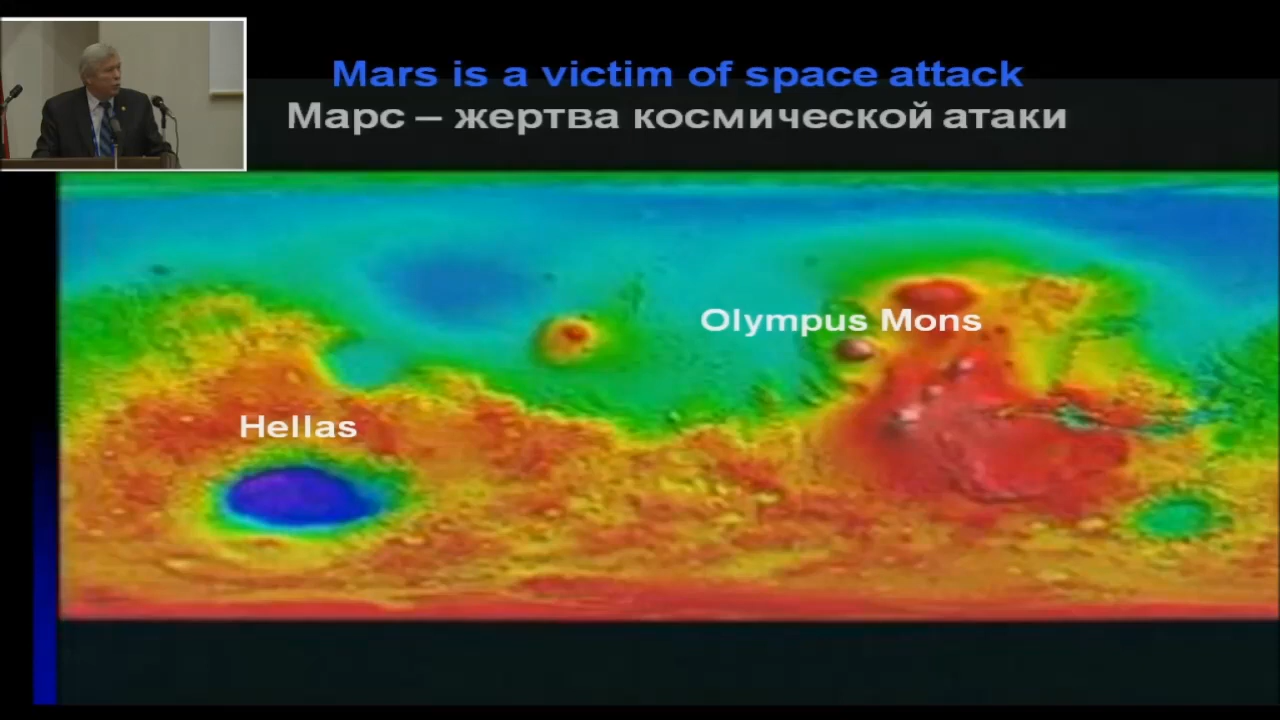 Mars is a victim of space attack
Марс – жертва космической атаки
Olympus Mons
Hellas